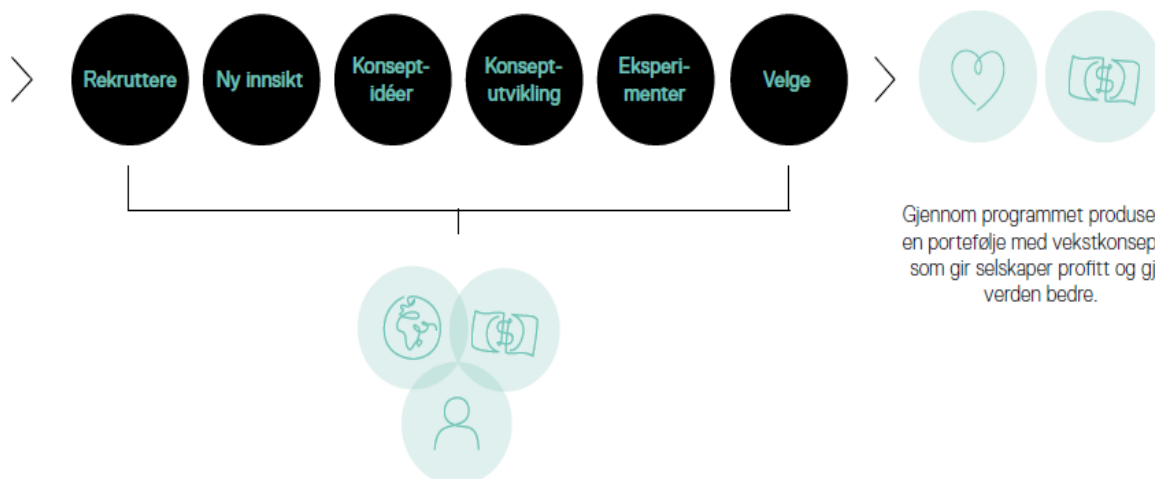 Rekruttere
Ny innsikt
Konsept-
idéer
Konsept-
utvikling
Eksperi-
menter
Velge
Gjennom programmet produse
en portefølje med vekstkonsep
som gir selskaper profitt og gj
verden bedre.